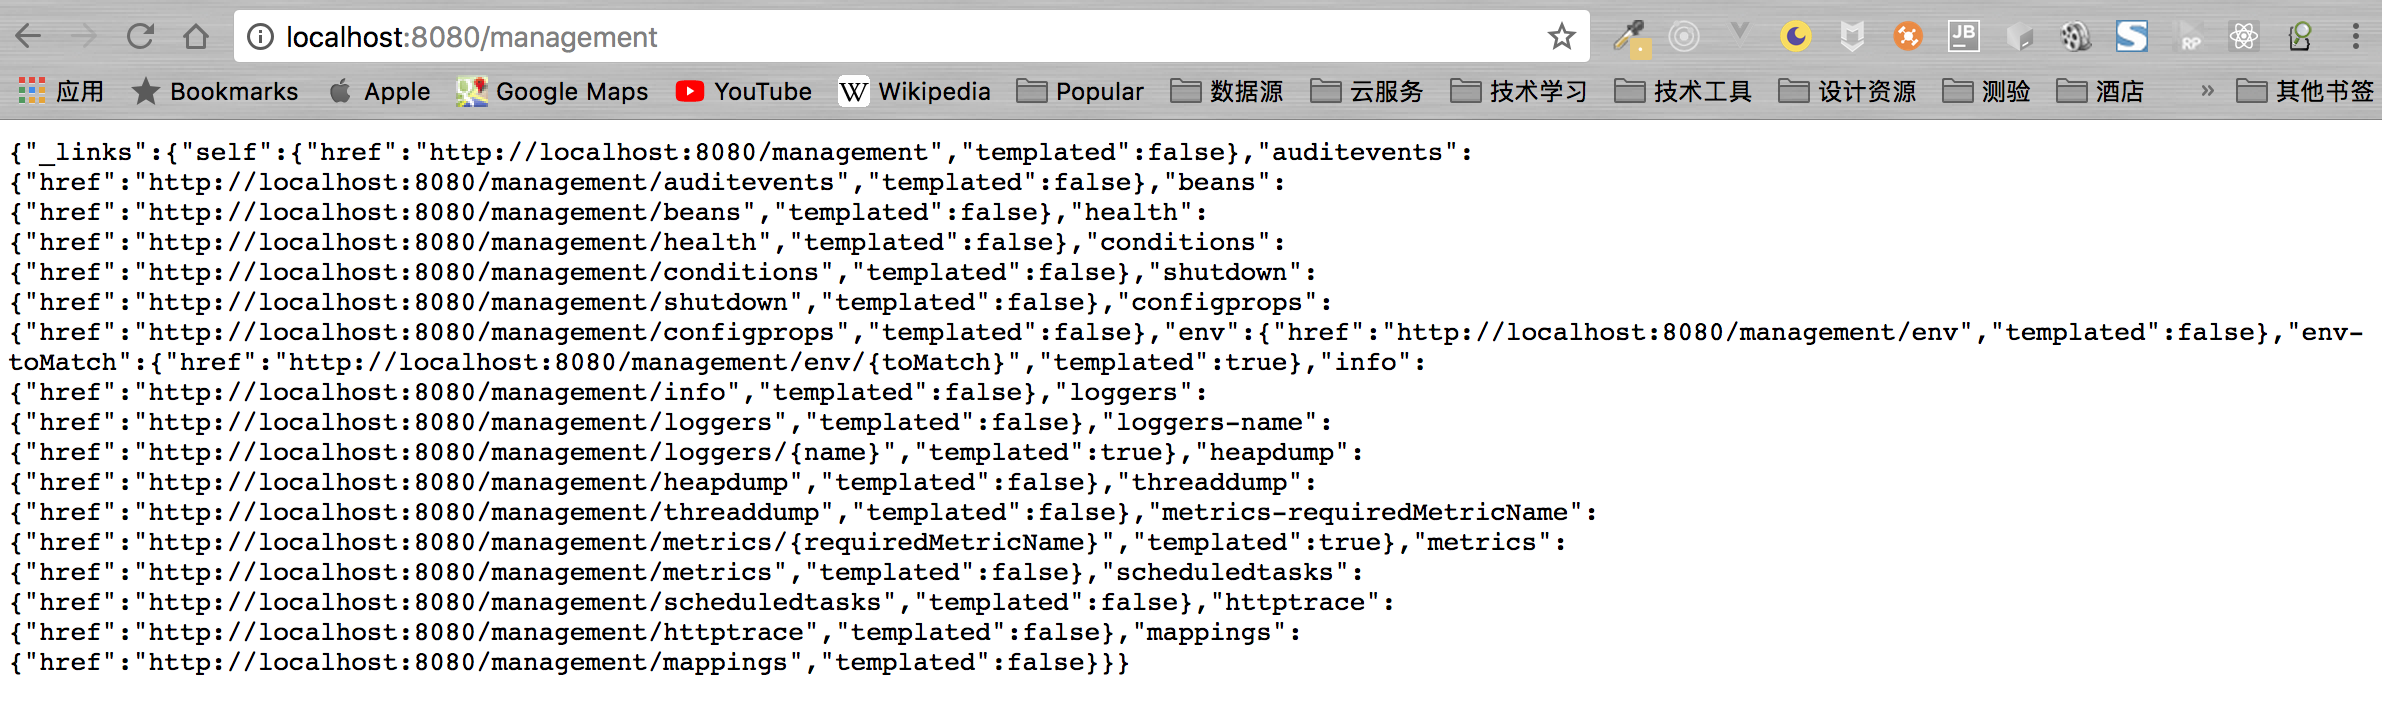 localhost:8080/management
JB
RP
应用 Bookmarks Apple Google Maps YouTube W Wikipedia Popular 数据源 云服务 技术学习 技术工具 设计资源 测验 酒店 » 其他书签
{"_links":{"self":{"href":"http://localhost:8080/management","templated":false},"auditevents":
{"href":"http://localhost:8080/management/auditevents","templated":false},"beans":
{"href":"http://localhost:8080/management/beans","templated":false},"health":
{"href":"http://localhost:8080/management/health","templated":false},"conditions":
{"href":"http://localhost:8080/management/conditions","templated":false},"shutdown":
{"href":"http://localhost:8080/management/shutdown","templated":false},"configprops":
{"href":"http://localhost:8080/management/configprops","templated":false},"env":{"href":"http://localhost:8080/management/env","templated":false},"env-
toMatch":{"href":"http://localhost:8080/management/env/{toMatch}","templated":true},"info":
{"href":"http://localhost:8080/management/info","templated":false},"loggers":
{"href":"http://localhost:8080/management/loggers","templated":false},"loggers-name":
{"href":"http://localhost:8080/management/loggers/{name}","templated":true},"heapdump":
{"href":"http://localhost:8080/management/heapdump","templated":false},"threaddump":
{"href":"http://localhost:8080/management/threaddump","templated":false},"metrics-requiredMetricName":
{"href":"http://localhost:8080/management/metrics/{requiredMetricName}","templated":true},"metrics":
{"href":"http://localhost:8080/management/metrics","templated":false},"scheduledtasks":
{"href":"http://localhost:8080/management/scheduledtasks","templated":false},"httptrace":
{"href":"http://localhost:8080/management/httptrace","templated":false},"mappings":
{"href":"http://localhost:8080/management/mappings","templated":false}}}